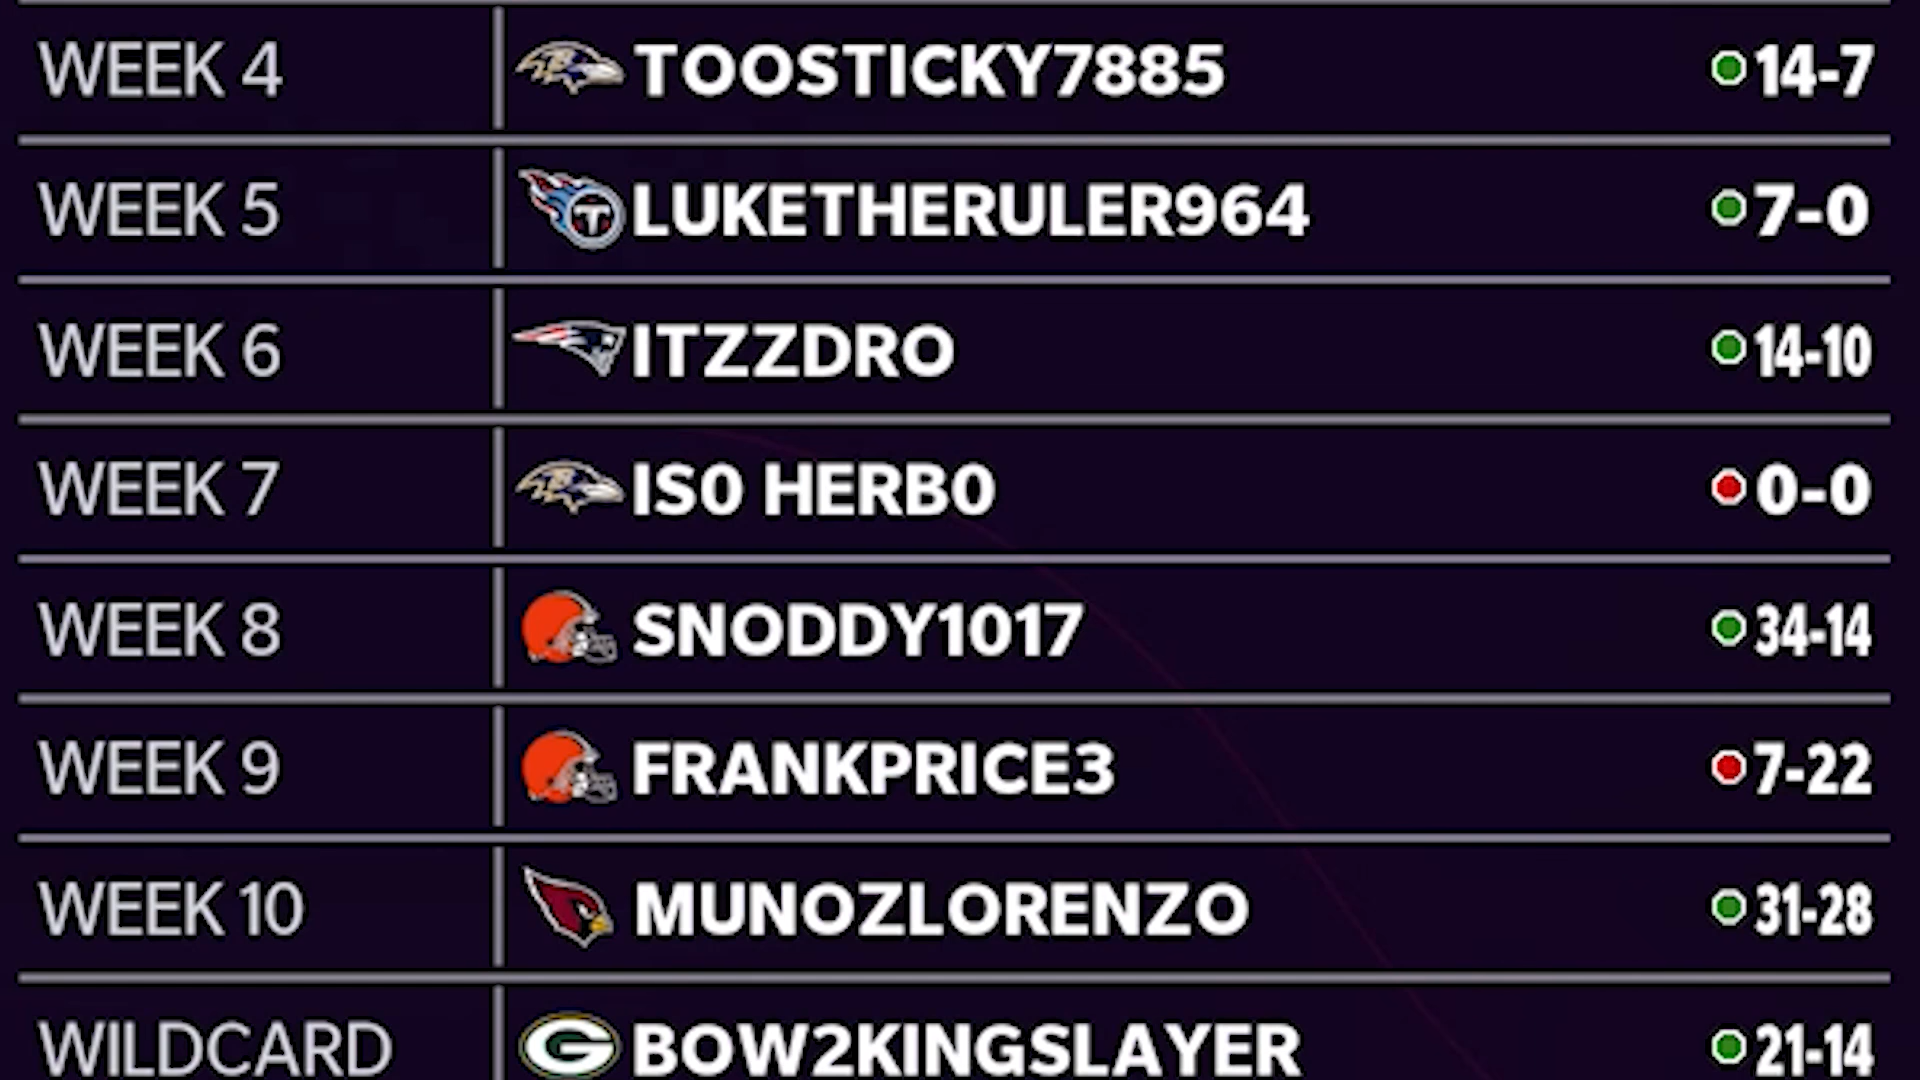 WEEK 4 TOOSTICKY7885 14-7
WEEK 5 LUKETHERULER964 7-0
WEEK 6 ITZZDRO 14-10
WEEK 7 IS0 HERB0 0-0
WEEK 8 SNODDY1017 34-14
WEEK 9 FRANKPRICE3 7-22
WEEK 10 MUNOZLORENZO 31-28
WILDCARD BOW2KINGSLAYER 21-14